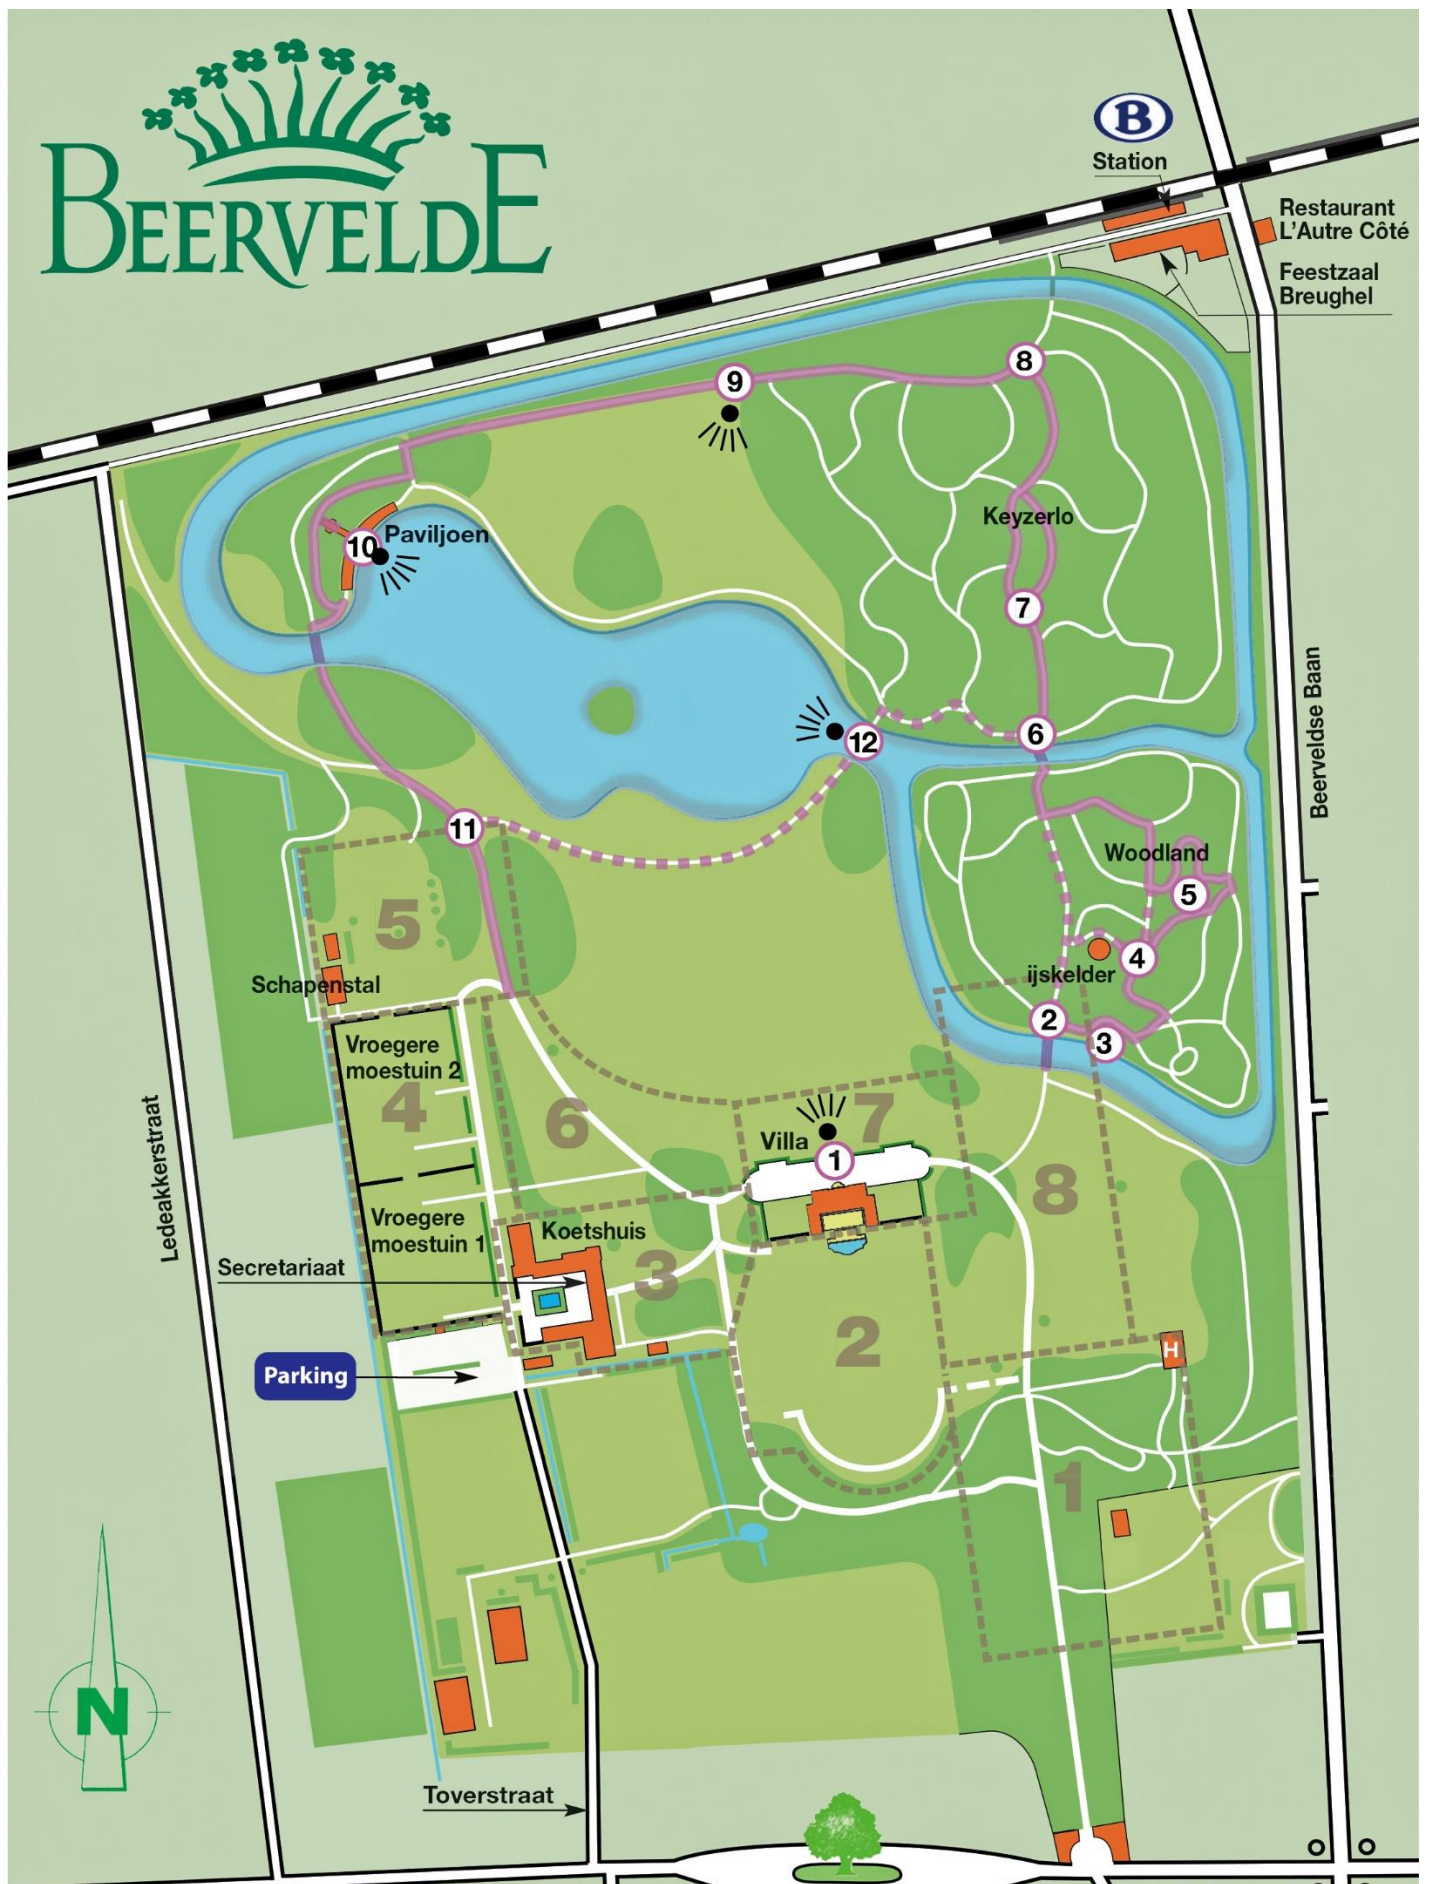 BEERVELDE
B
Station
Restaurant
L'Autre Côté
Feestzaal
Breughel
8
9
Keyzerlo
10
Paviljoen
7
Beerveldse Baan
12
6
11
Woodland
5
5
4
ijskelder
Schapenstal
2
3
Vroegere
moestuin 2
4
6
7
Villa
1
8
Ledeakkerstraat
Vroegere
moestuin 1
Koetshuis
Secretariaat
3
2
H
Parking
1
N
Toverstraat